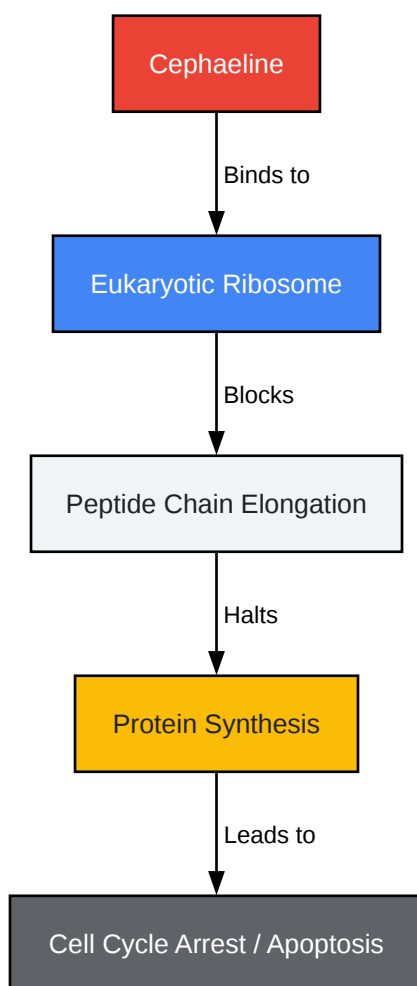 Cephaeline
Binds to
Eukaryotic Ribosome
Blocks
Peptide Chain Elongation
Halts
Protein Synthesis
Leads to
Cell Cycle Arrest / Apoptosis